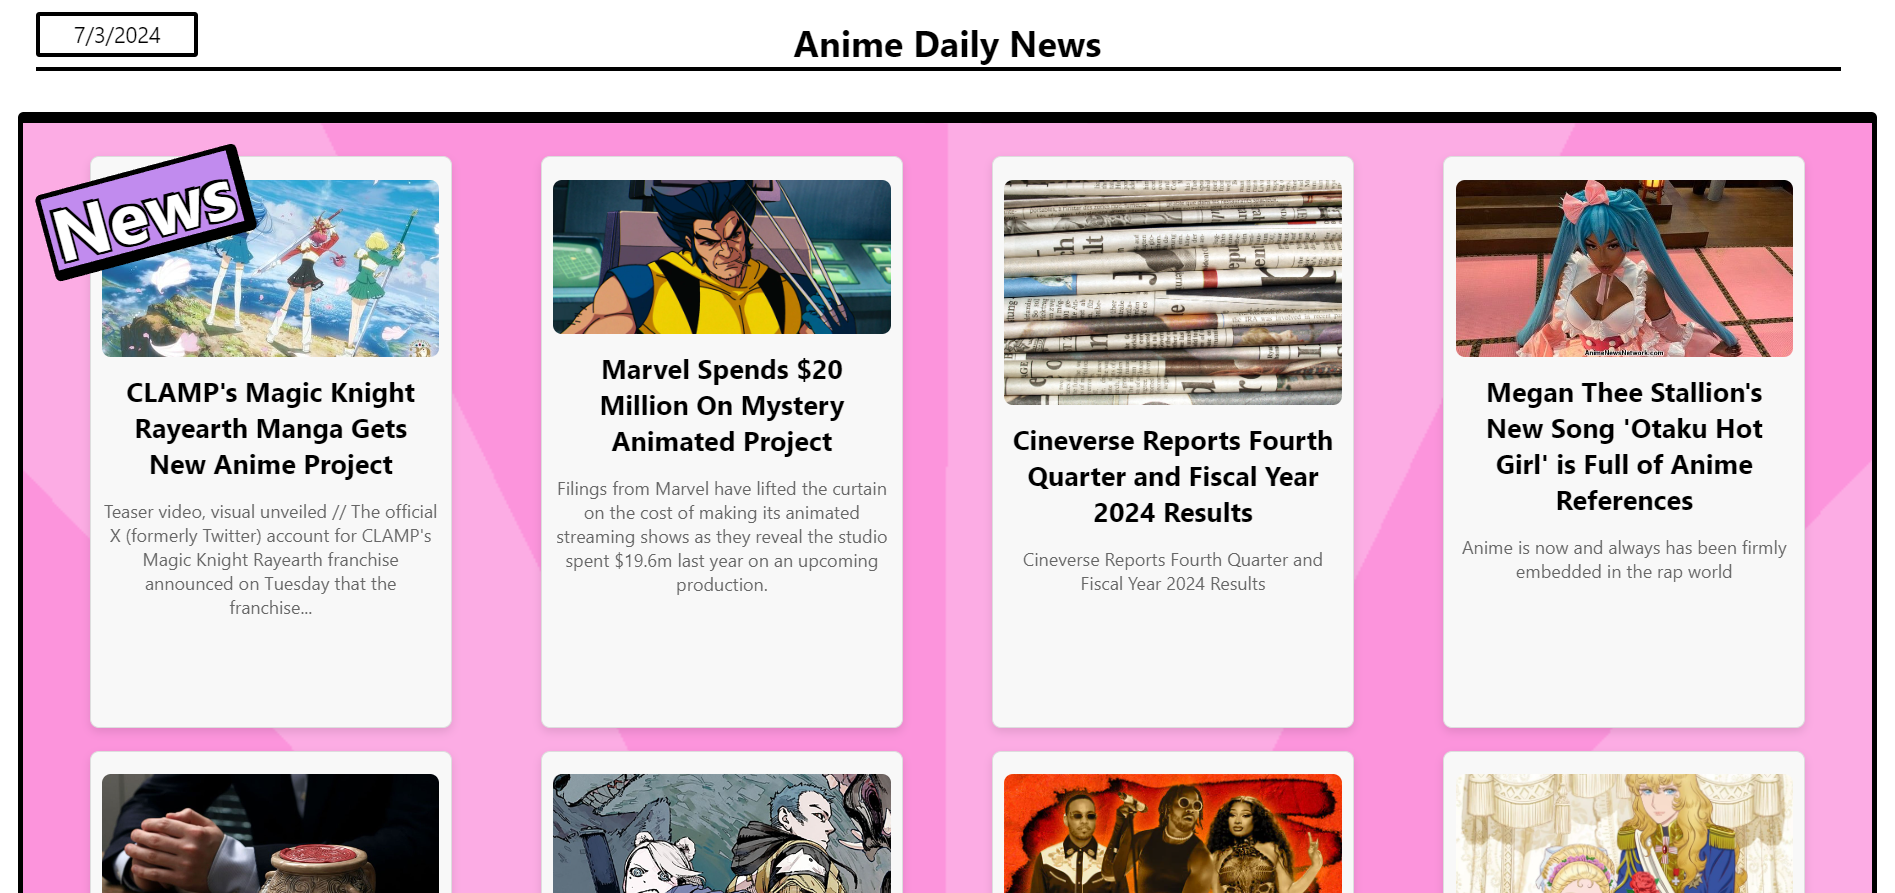 7/3/2024
Anime Daily News
News
CLAMP's Magic Knight
Rayearth Manga Gets
New Anime Project
Teaser video, visual unveiled // The official
X (formerly Twitter) account for CLAMP's
Magic Knight Rayearth franchise
announced on Tuesday that the
franchise...
Marvel Spends $20
Million On Mystery
Animated Project
Filings from Marvel have lifted the curtain
on the cost of making its animated
streaming shows as they reveal the studio
spent $19.6m last year on an upcoming
production.
Cineverse Reports Fourth
Quarter and Fiscal Year
2024 Results
Cineverse Reports Fourth Quarter and
Fiscal Year 2024 Results
AnimeNewsNetwork.com
Megan Thee Stallion's
New Song 'Otaku Hot
Girl' is Full of Anime
References
Anime is now and always has been firmly
embedded in the rap world